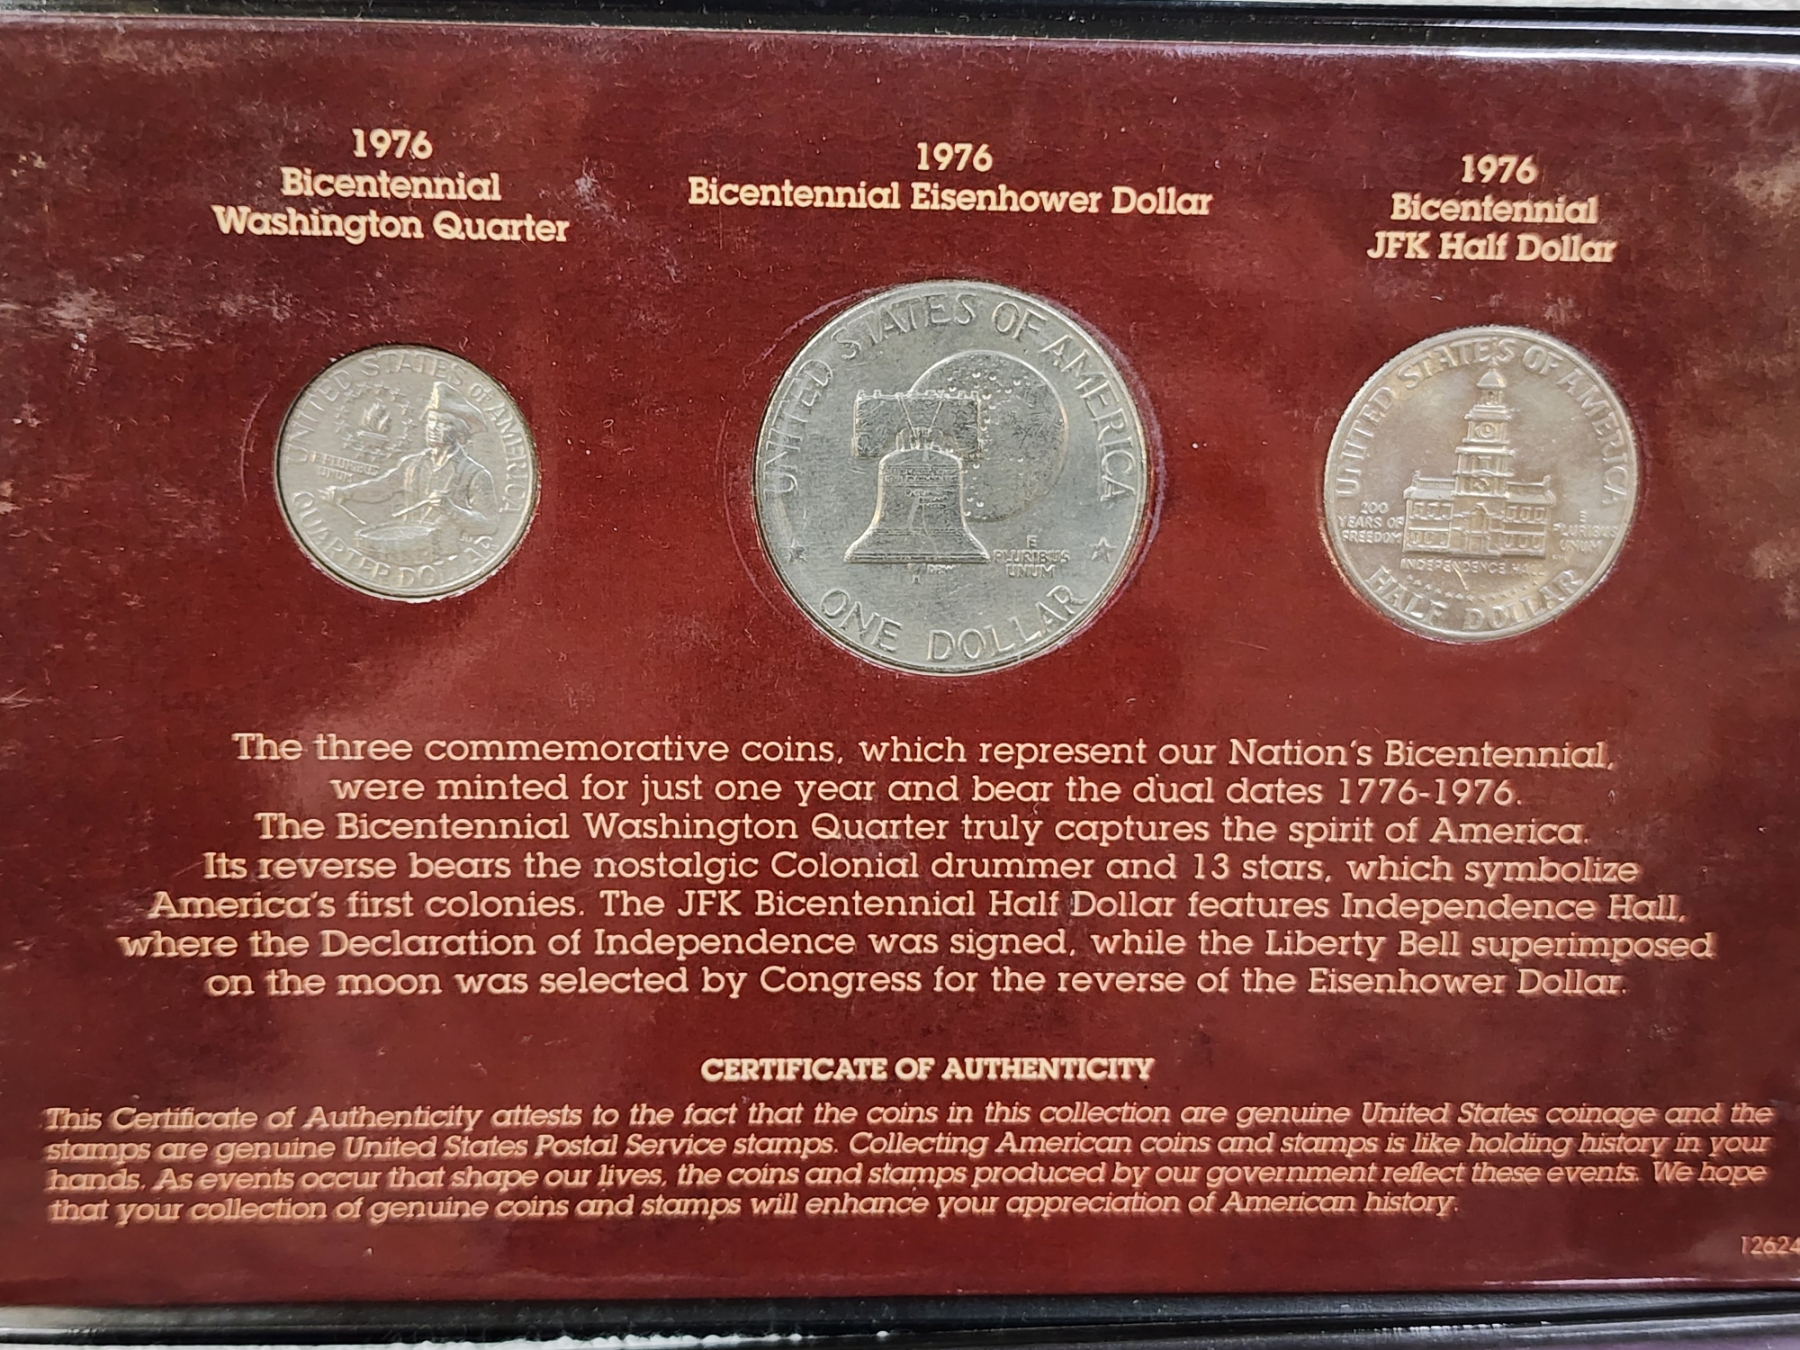 1976
Bicentennial
Washington Quarter
1976
Bicentennial Eisenhower Dollar
1976
Bicentennial
JFK Half Dollar
UNITED STATES OF AMERICA
E PLURIBUS
UNUM
QUARTER DOLLAR
UNITED STATES OF AMERICA
E
PLURIBUS
UNUM
ONE DOLLAR
UNITED STATES OF AMERICA
200
YEARS OF
FREEDOM
E
PLURIBUS
UNUM
INDEPENDENCE HALL
HALF DOLLAR
The three commemorative coins, which represent our Nation's Bicentennial,
were minted for just one year and bear the dual dates 1776-1976.
The Bicentennial Washington Quarter truly captures the spirit of America.
Its reverse bears the nostalgic Colonial drummer and 13 stars, which symbolize
America's first colonies. The JFK Bicentennial Half Dollar features Independence Hall,
where the Declaration of Independence was signed, while the Liberty Bell superimposed
on the moon was selected by Congress for the reverse of the Eisenhower Dollar.
CERTIFICATE OF AUTHENTICITY
This Certificate of Authenticity attests to the fact that the coins in this collection are genuine United States coinage and the
stamps are genuine United States Postal Service stamps. Collecting American coins and stamps is like holding history in your
hands. As events occur that shape our lives, the coins and stamps produced by our government reflect these events. We hope
that your collection of genuine coins and stamps will enhance your appreciation of American history.
12624